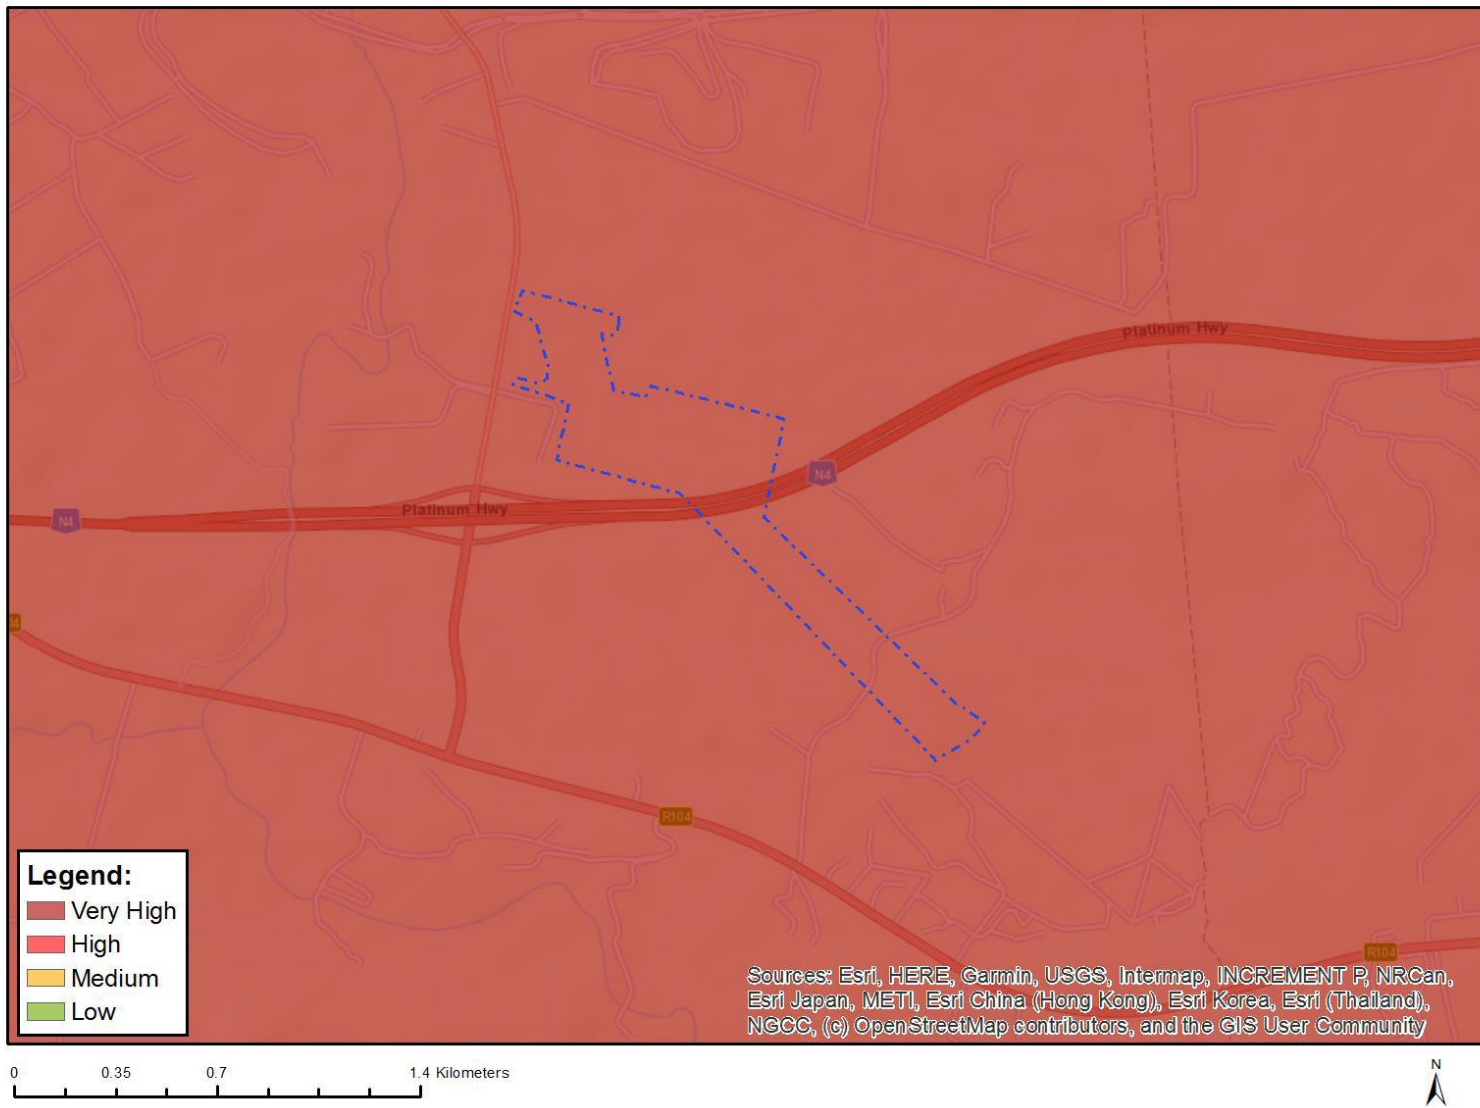 Platinum Hwy
N4
N4
Platinum Hwy
R104
R104
Legend:
Very High
High
Medium
Low
Sources: Esri, HERE, Garmin, USGS, Intermap, INCREMENT P, NRCan,
Esri Japan, METI, Esri China (Hong Kong), Esri Korea, Esri (Thailand),
NGCC, (c) OpenStreetMap contributors, and the GIS User Community
0 0.35 0.7 1.4 Kilometers
N